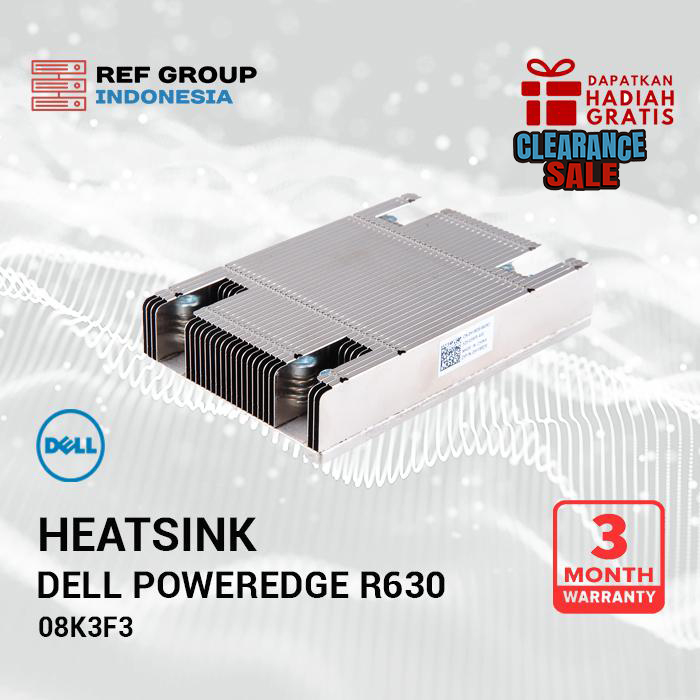 REF GROUP
INDONESIA
DAPATKAN
HADIAH
GRATIS
CLEARANCE
SALE
DELL
HEATSINK
DELL POWEREDGE R630
08K3F3
3
MONTH
WARRANTY